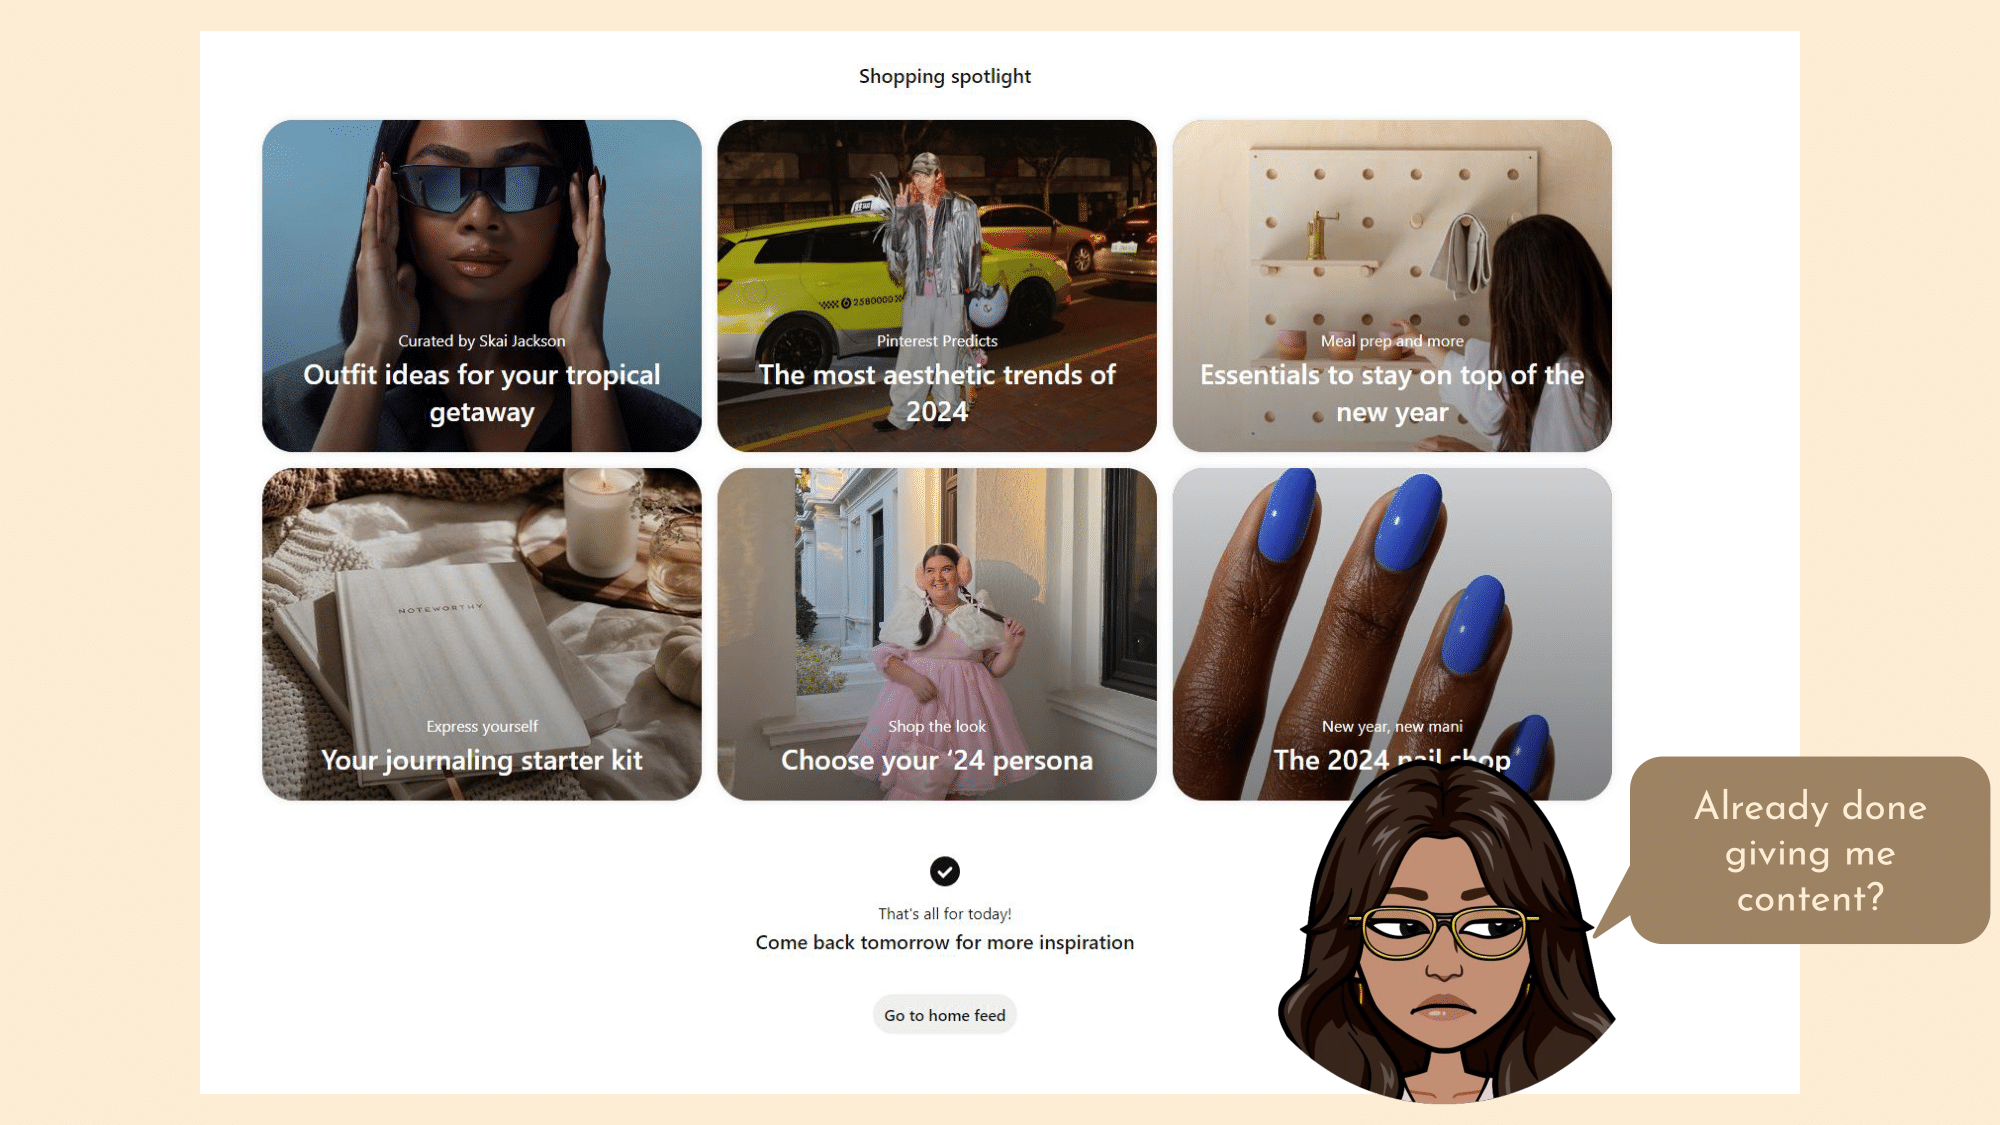 Shopping spotlight
Curated by Skai Jackson
Outfit ideas for your tropical
getaway
TAXI
2580000
Pinterest Predicts
The most aesthetic trends of
2024
Meal prep and more
Essentials to stay on top of the
new year
NOTEWORTHY
Express yourself
Your journaling starter kit
Shop the look
Choose your ‘24 persona
New year, new mani
The 2024 nail shop
That's all for today!
Come back tomorrow for more inspiration
Go to home feed
Already done
giving me
content?